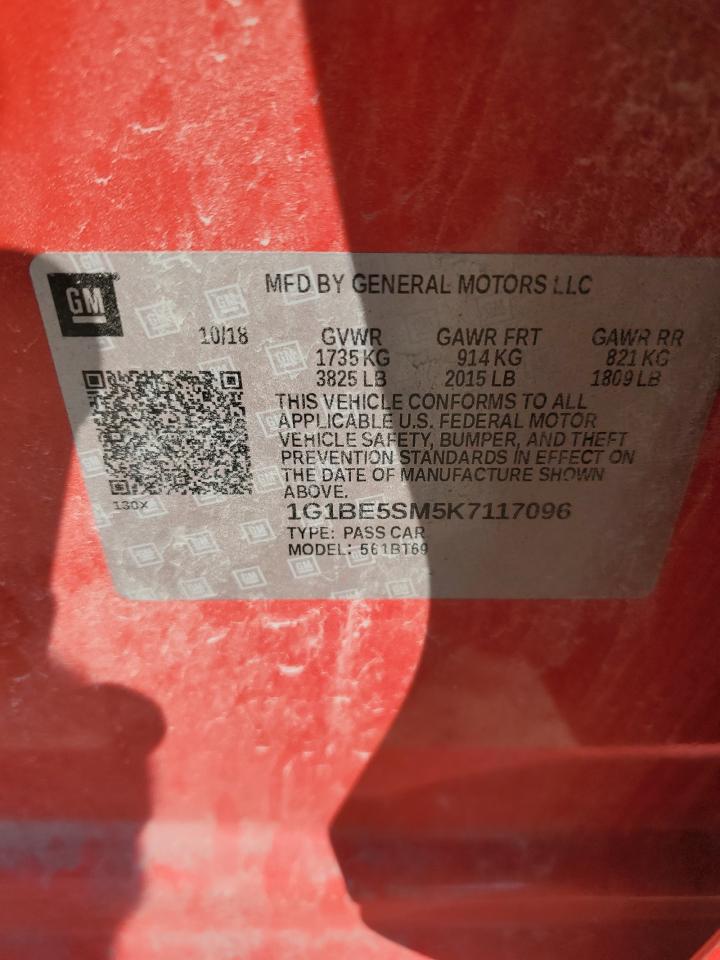 GM
MFD BY GENERAL MOTORS LLC
10/18 GVWR GAWR FRT GAWR RR
1735 KG 914 KG 821 KG
3825 LB 2015 LB 1809 LB
THIS VEHICLE CONFORMS TO ALL
APPLICABLE U.S. FEDERAL MOTOR
VEHICLE SAFETY, BUMPER, AND THEFT
PREVENTION STANDARDS IN EFFECT ON
THE DATE OF MANUFACTURE SHOWN
ABOVE.
130X
1G1BE5SM5K7117096
TYPE: PASS CAR
MODEL: 561BT69